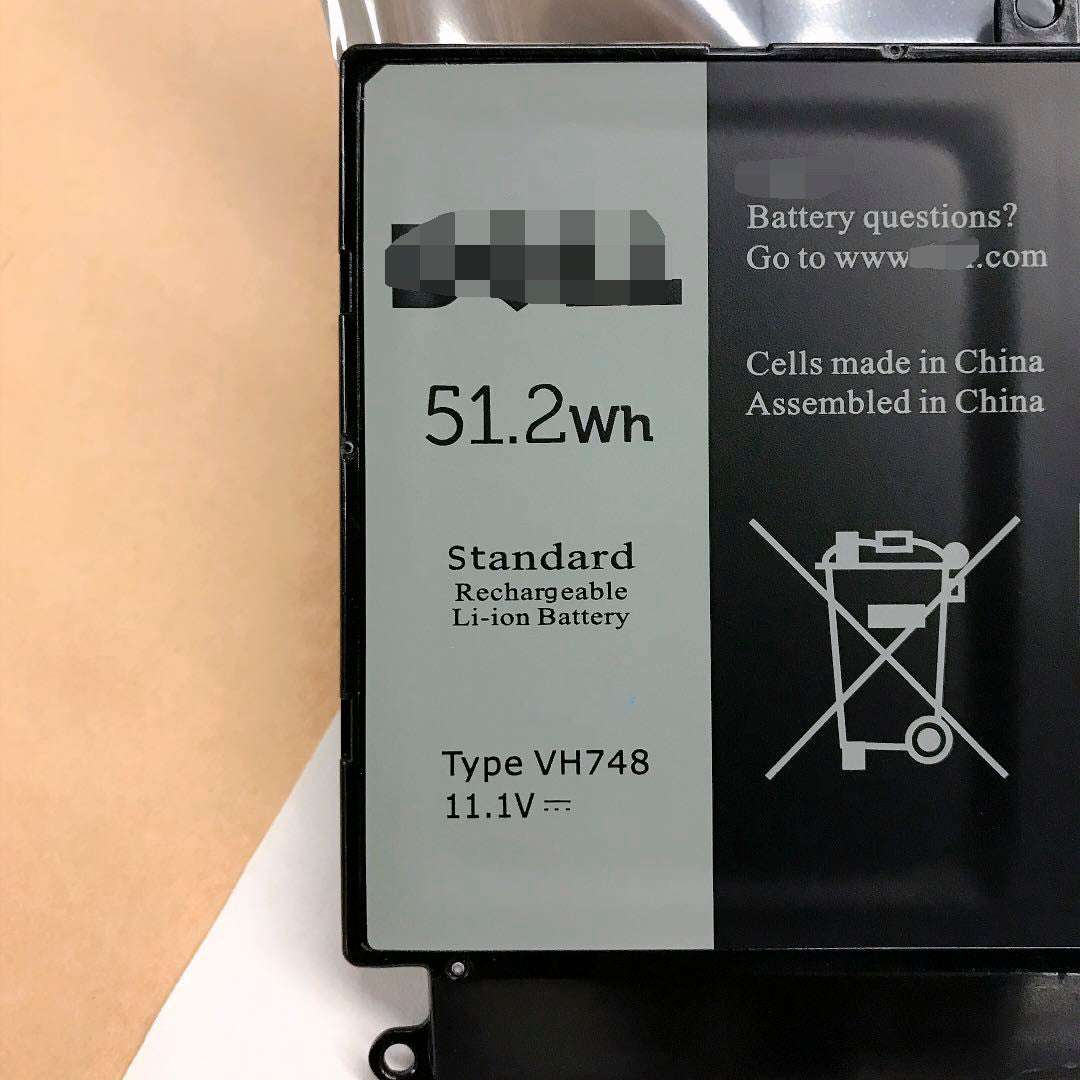 51.2Wh
Standard
Rechargeable
Li-ion Battery
Type VH748
11.1V ⎓
Battery questions?
Go to www .com
Cells made in China
Assembled in China